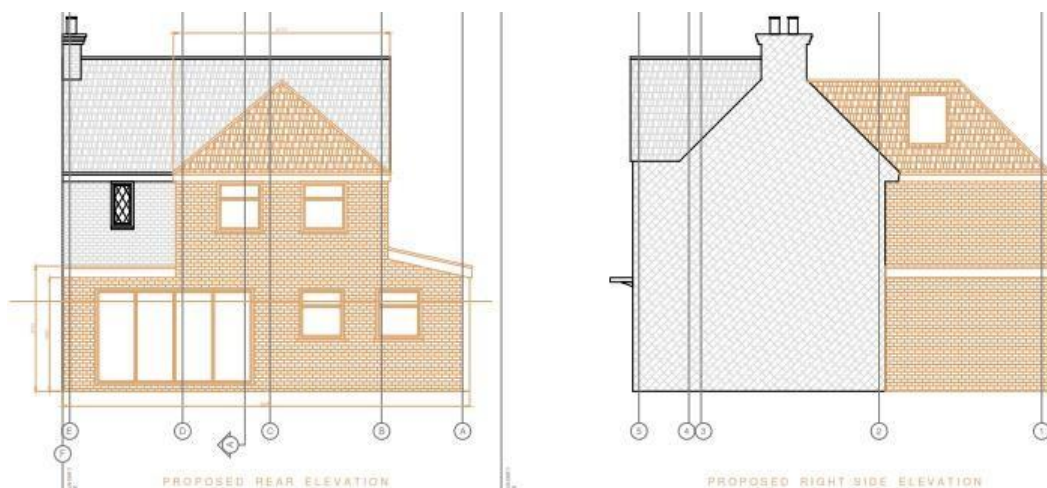 E
D
C
B
A
F
A
5
4
3
2
1
PROPOSED REAR ELEVATION
PROPOSED RIGHT SIDE ELEVATION